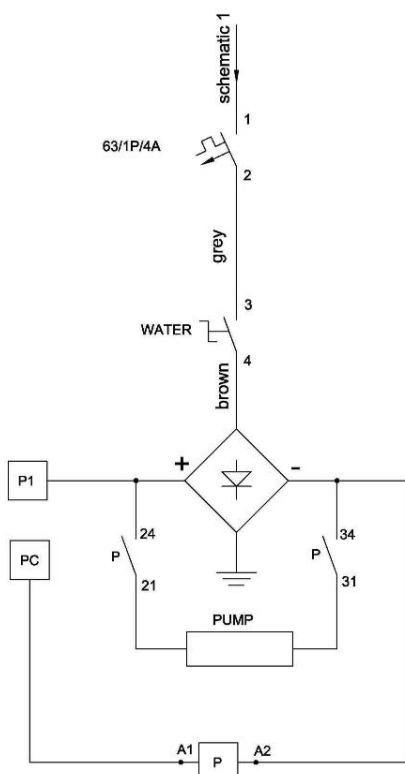 schematic 1
1
63/1P/4A
2
grey
3
WATER
4
brown
+ -
P1
24 34
PC
P P
21 31
PUMP
A1 P A2